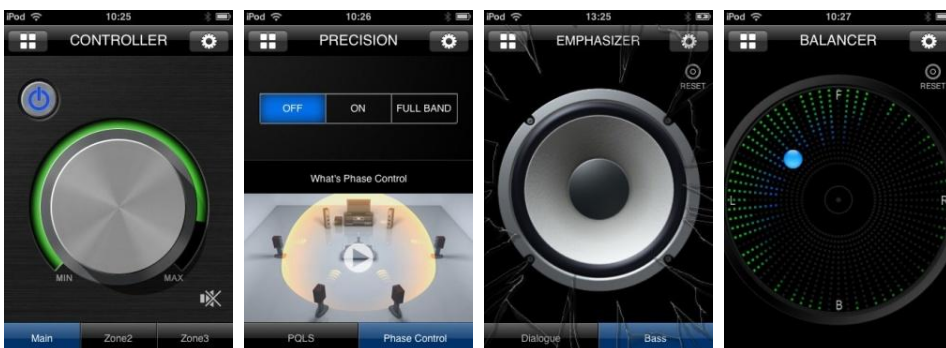 iPod 10:25
CONTROLLER
MIN MAX
Main Zone2 Zone3
iPod 10:26
PRECISION
OFF ON FULL BAND
What's Phase Control
PQLS Phase Control
iPod 13:25
EMPHASIZER
RESET
Dialogue Bass
iPod 10:27
BALANCER
RESET
F
L R
B